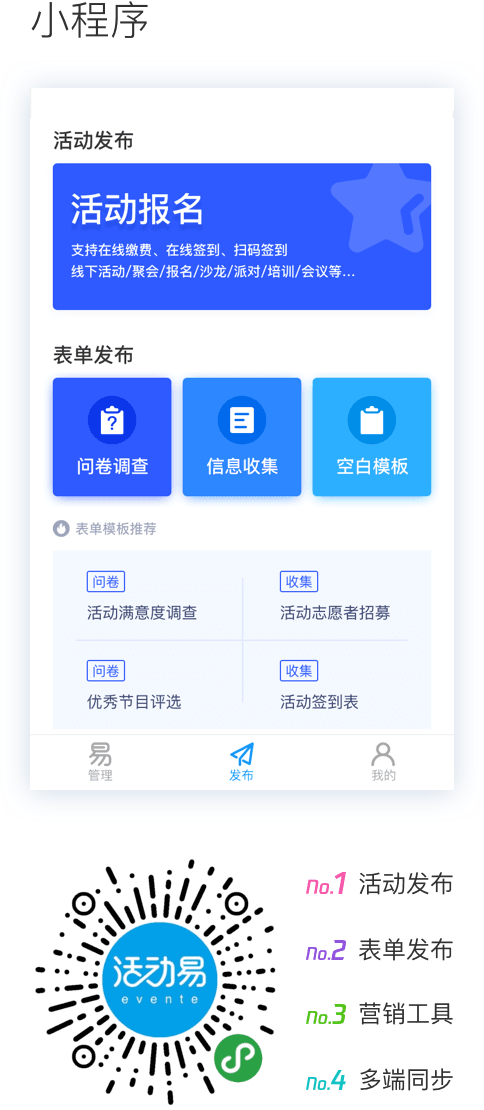 小程序
活动发布
活动报名
支持在线缴费、在线签到、扫码签到
线下活动/聚会/报名/沙龙/派对/培训/会议等...
表单发布
问卷调查
信息收集
空白模板
表单模板推荐
问卷
收集
活动满意度调查
活动志愿者招募
问卷
收集
优秀节目评选
活动签到表
易
管理
发布
我的
活动易
evente
No.1 活动发布
No.2 表单发布
No.3 营销工具
No.4 多端同步